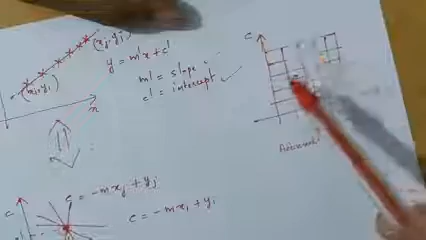 (xj, yj)
y = m'x + c'
m' = slope ✓
c' = intercept ✓
(xi, yi)
x
c
c = -mxj + yj
c = -mxi + yi
c